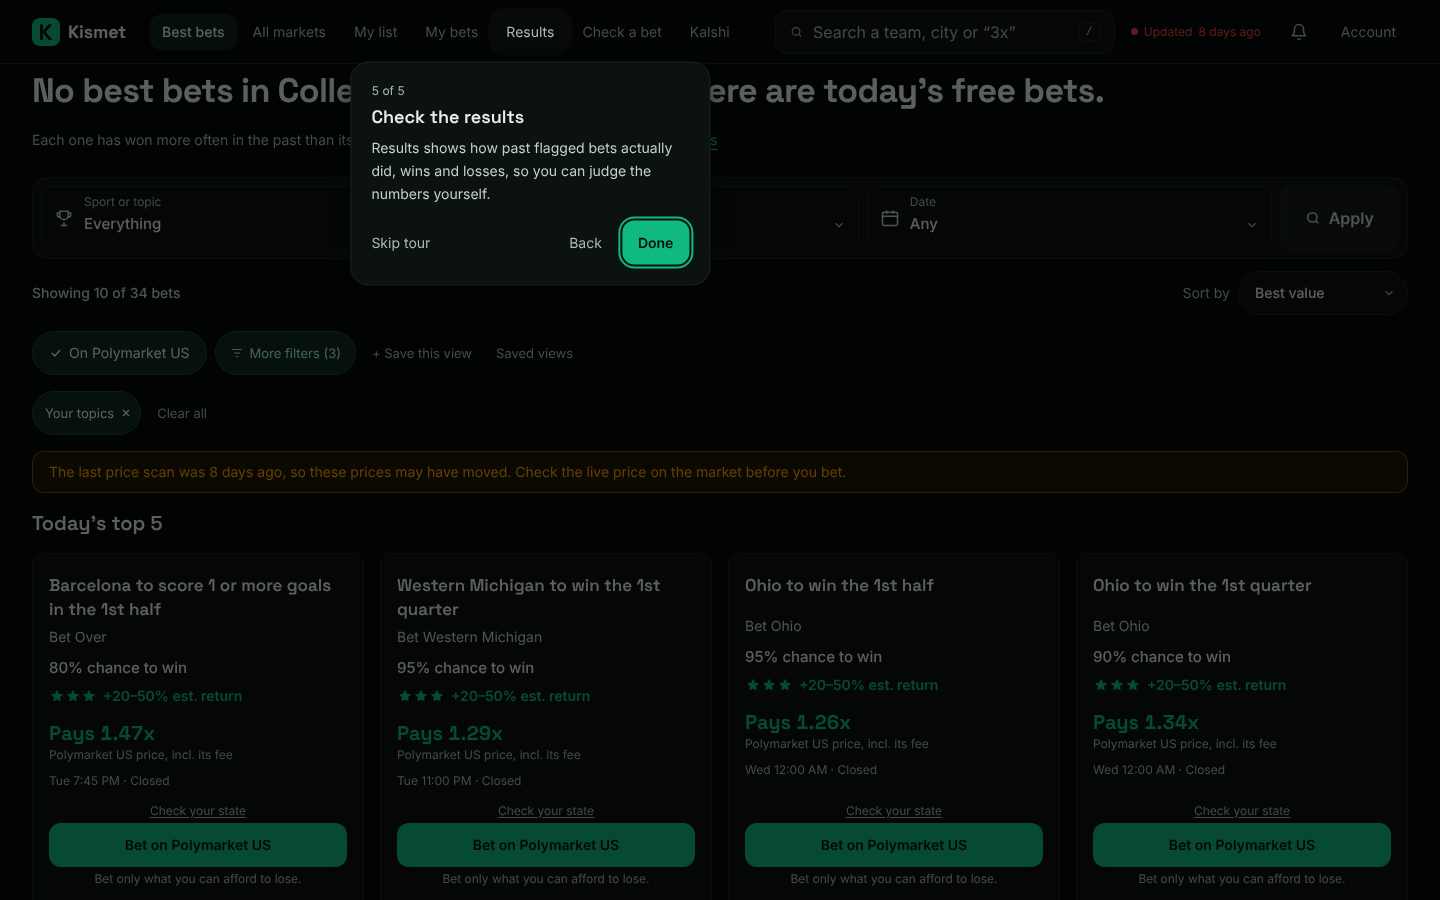 K Kismet
Best bets
All markets
My list
My bets
Results
Check a bet
Kalshi
Search a team, city or “3x”
/
Updated 8 days ago
Account
No best bets in Colle
ere are today’s free bets.
Each one has won more often in the past than its
s
5 of 5
Check the results
Results shows how past flagged bets actually
did, wins and losses, so you can judge the
numbers yourself.
Skip tour
Back
Done
Sport or topic
Everything
Date
Any
Apply
Showing 10 of 34 bets
Sort by
Best value
On Polymarket US
More filters (3)
+ Save this view
Saved views
Your topics ×
Clear all
The last price scan was 8 days ago, so these prices may have moved. Check the live price on the market before you bet.
Today’s top 5
Barcelona to score 1 or more goals
in the 1st half
Bet Over
80% chance to win
★★★ +20–50% est. return
Pays 1.47x
Polymarket US price, incl. its fee
Tue 7:45 PM · Closed
Check your state
Bet on Polymarket US
Bet only what you can afford to lose.
Western Michigan to win the 1st
quarter
Bet Western Michigan
95% chance to win
★★★ +20–50% est. return
Pays 1.29x
Polymarket US price, incl. its fee
Tue 11:00 PM · Closed
Check your state
Bet on Polymarket US
Bet only what you can afford to lose.
Ohio to win the 1st half
Bet Ohio
95% chance to win
★★★ +20–50% est. return
Pays 1.26x
Polymarket US price, incl. its fee
Wed 12:00 AM · Closed
Check your state
Bet on Polymarket US
Bet only what you can afford to lose.
Ohio to win the 1st quarter
Bet Ohio
90% chance to win
★★★ +20–50% est. return
Pays 1.34x
Polymarket US price, incl. its fee
Wed 12:00 AM · Closed
Check your state
Bet on Polymarket US
Bet only what you can afford to lose.